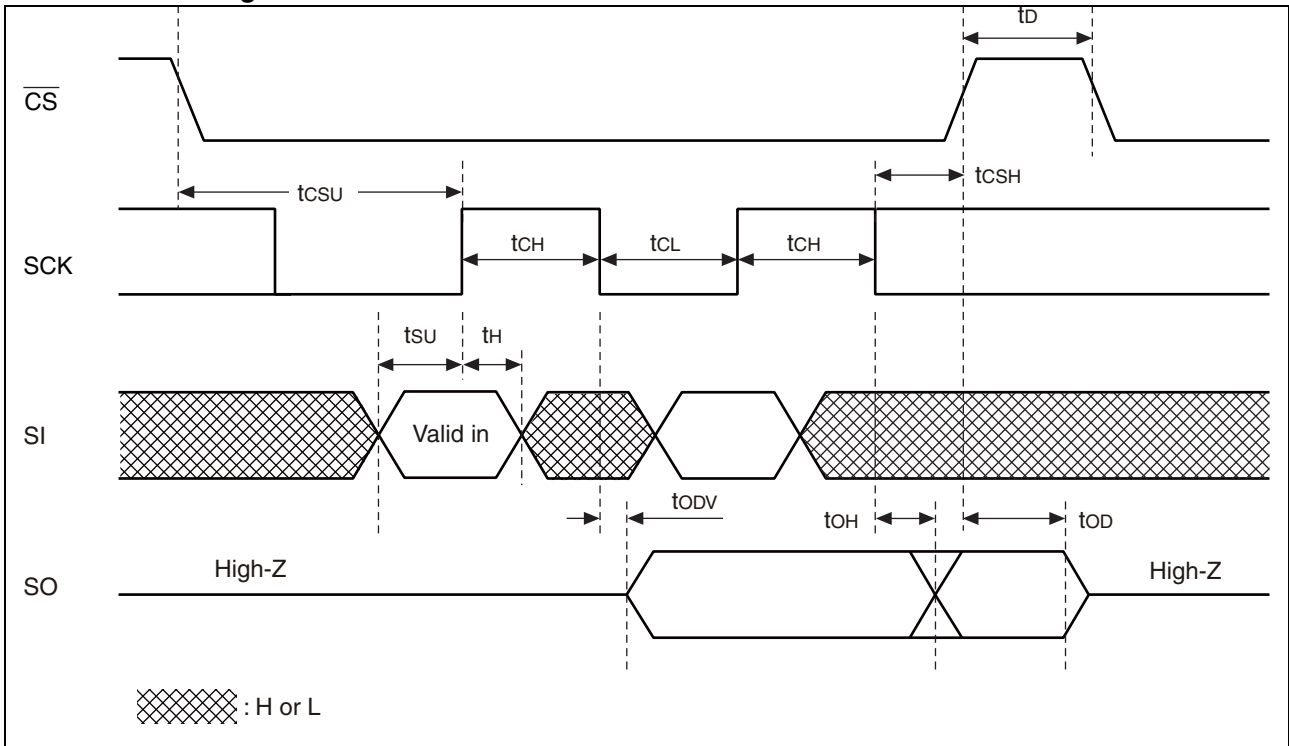 g
tD
CS
tCSU
tCSH
SCK
tCH
tCL
tCH
tSU
tH
SI
Valid in
tODV
tOH
tOD
SO
High-Z
High-Z
: H or L